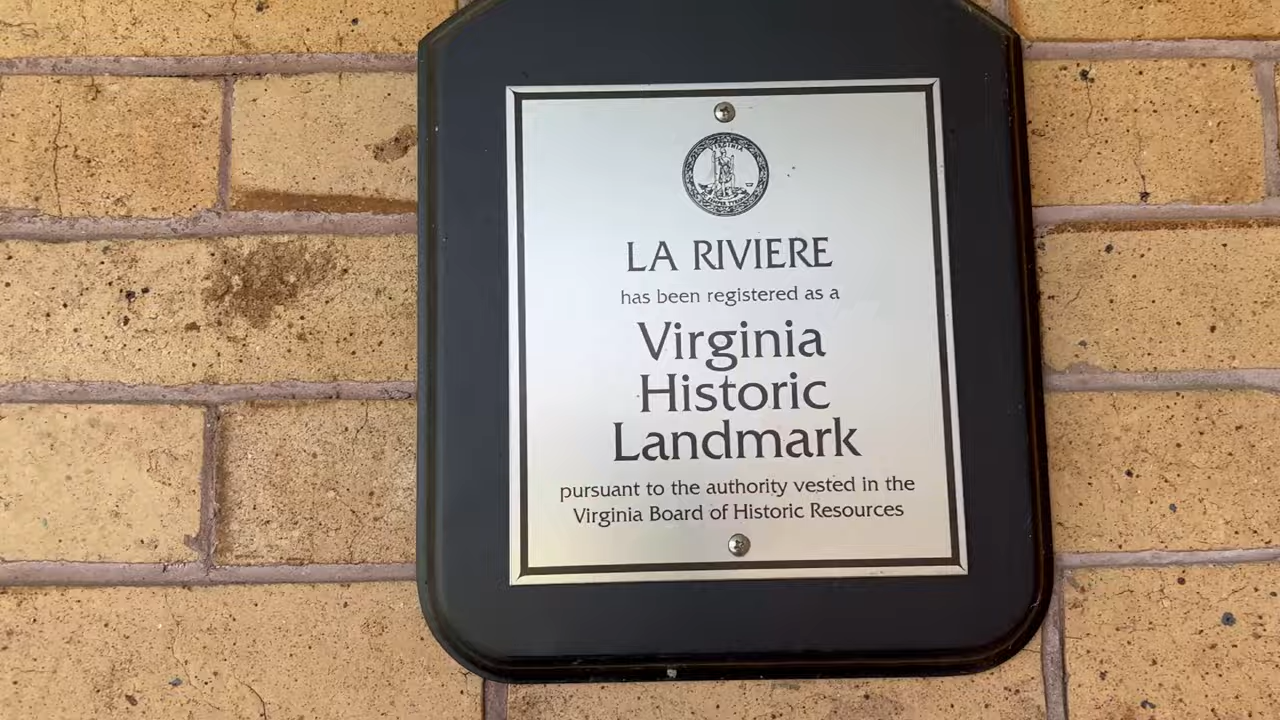 VIRGINIA
LA RIVIERE
has been registered as a
Virginia
Historic
Landmark
pursuant to the authority vested in the
Virginia Board of Historic Resources